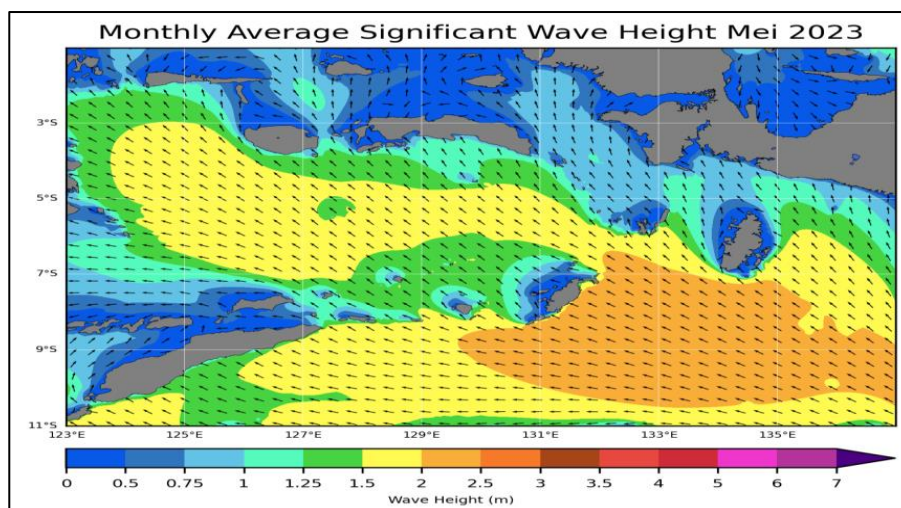 Monthly Average Significant Wave Height Mei 2023
3°S
5°S
7°S
9°S
11°S
123°E 125°E 127°E 129°E 131°E 133°E 135°E
0 0.5 0.75 1 1.25 1.5 2 2.5 3 3.5 4 5 6 7
Wave Height (m)